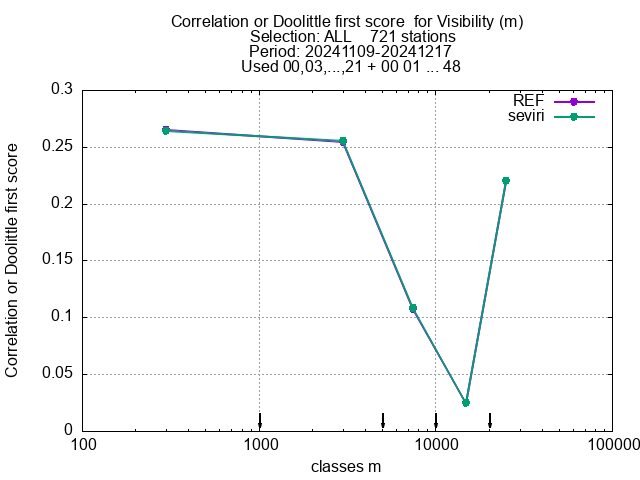 Correlation or Doolittle first score  for Visibility (m)
Selection: ALL    721 stations
Period: 20241109-20241217
Used 00,03,...,21 + 00 01 ... 48
REF
seviri
0.3
0.25
0.2
0.15
0.1
0.05
0
Correlation or Doolittle first score
100
1000
10000
100000
classes m